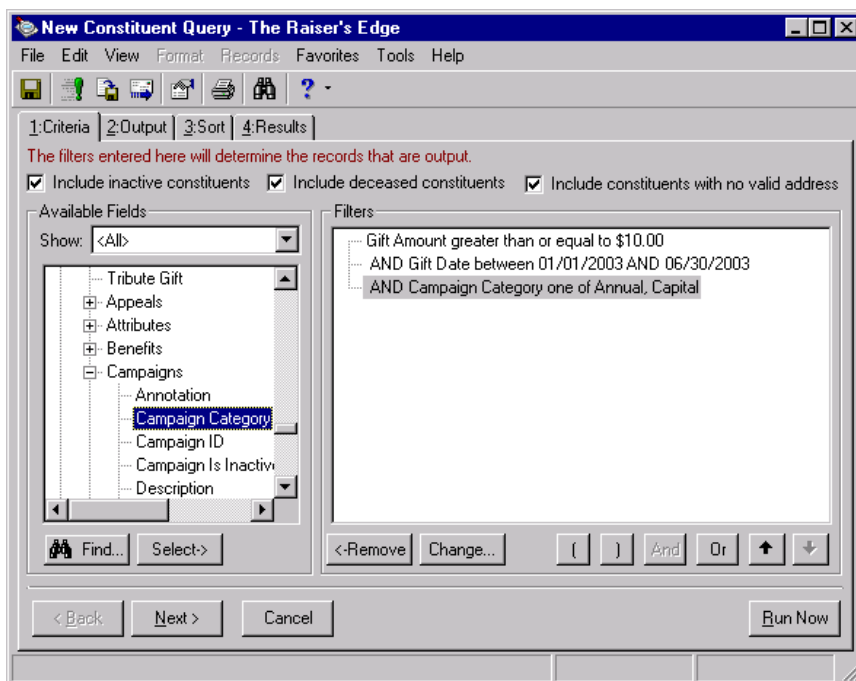 New Constituent Query - The Raiser's Edge
File Edit View Format Records Favorites Tools Help
?
1:Criteria 2:Output 3:Sort 4:Results
The filters entered here will determine the records that are output.
Include inactive constituents Include deceased constituents Include constituents with no valid address
Available Fields
Show: <All>
Tribute Gift
Appeals
Attributes
Benefits
Campaigns
Annotation
Campaign Category
Campaign ID
Campaign Is Inactiv
Description
Find... Select->
Filters
Gift Amount greater than or equal to $10.00
AND Gift Date between 01/01/2003 AND 06/30/2003
AND Campaign Category one of Annual, Capital
<-Remove Change... ( ) And Or
< Back Next > Cancel Run Now